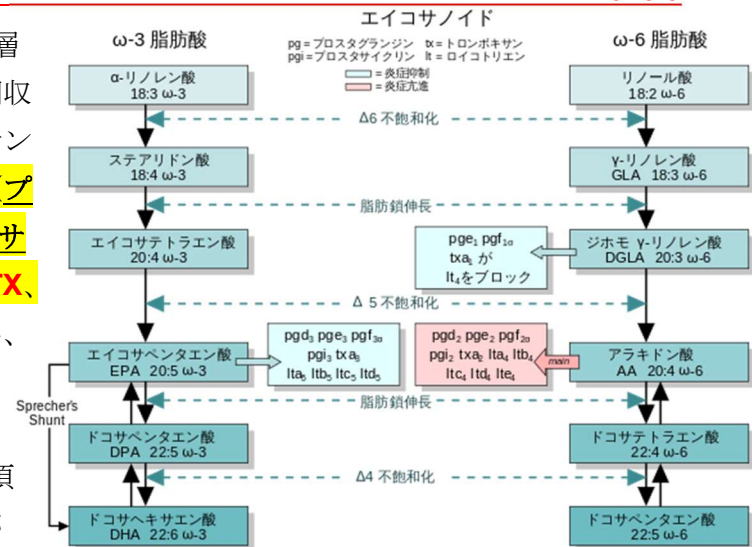 層
収
ン
プ
サ
TX、
、
頂
エイコサノイド
ω-3 脂肪酸
ω-6 脂肪酸
pg = プロスタグランジン tx = トロンボキサン
pgi = プロスタサイクリン lt = ロイコトリエン
= 炎症抑制
= 炎症亢進
α-リノレン酸
18:3 ω-3
リノール酸
18:2 ω-6
Δ6 不飽和化
ステアリドン酸
18:4 ω-3
γ-リノレン酸
GLA 18:3 ω-6
脂肪鎖伸長
エイコサテトラエン酸
20:4 ω-3
pge₁ pgf₁α
txa₁ が
lt₄をブロック
ジホモ γ-リノレン酸
DGLA 20:3 ω-6
Δ 5 不飽和化
エイコサペンタエン酸
EPA 20:5 ω-3
pgd₃ pge₃ pgf₃α
pgi₃ txa₃
lta₅ ltb₅ ltc₅ ltd₅
pgd₂ pge₂ pgf₂α
pgi₂ txa₂ lta₄ ltb₄
ltc₄ ltd₄ lte₄
main
アラキドン酸
AA 20:4 ω-6
Sprecher's
Shunt
脂肪鎖伸長
ドコサペンタエン酸
DPA 22:5 ω-3
ドコサテトラエン酸
22:4 ω-6
Δ4 不飽和化
ドコサヘキサエン酸
DHA 22:6 ω-3
ドコサペンタエン酸
22:5 ω-6